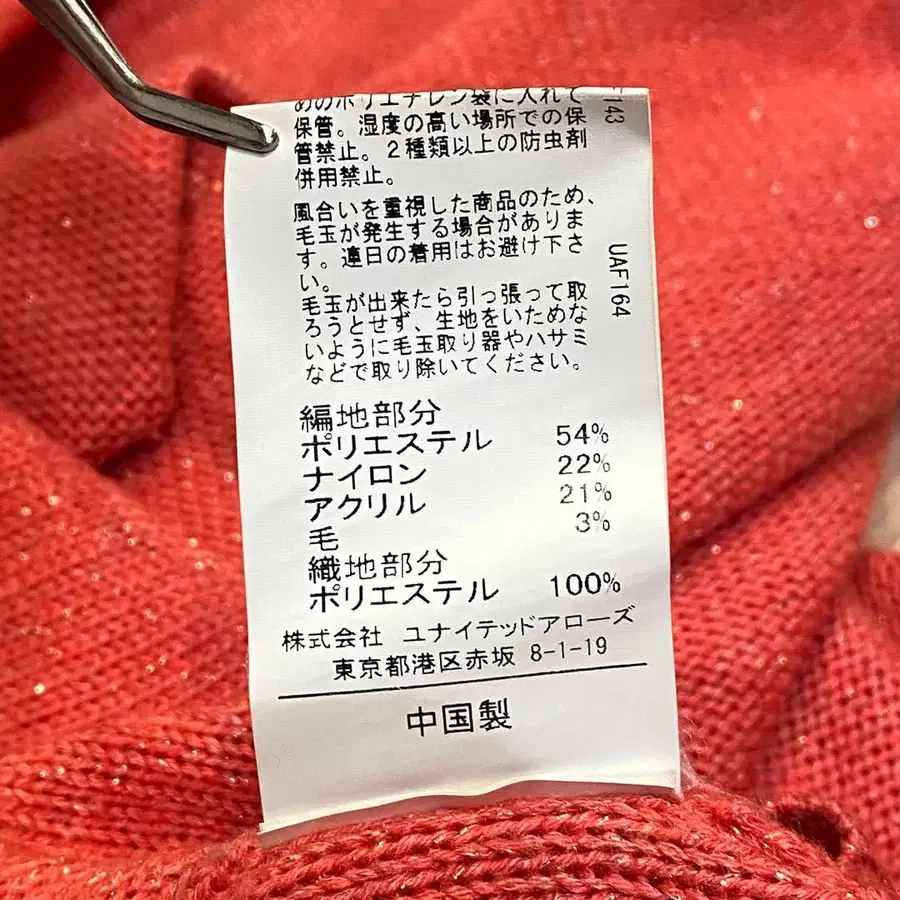 めのポリエチレン袋に入れて
保管。湿度の高い場所での保
管禁止。2種類以上の防虫剤
併用禁止。
風合いを重視した商品のため、
毛玉が発生する場合がありま
す。連日の着用はお避け下さ
い。
毛玉が出来たら引っ張って取
ろうとせず、生地をいためな
いように毛玉取り器やハサミ
などで取り除いてください。
編地部分
ポリエステル 54%
ナイロン 22%
アクリル 21%
毛 3%
織地部分
ポリエステル 100%
株式会社 ユナイテッドアローズ
東京都港区赤坂 8-1-19
中国製
UAF164